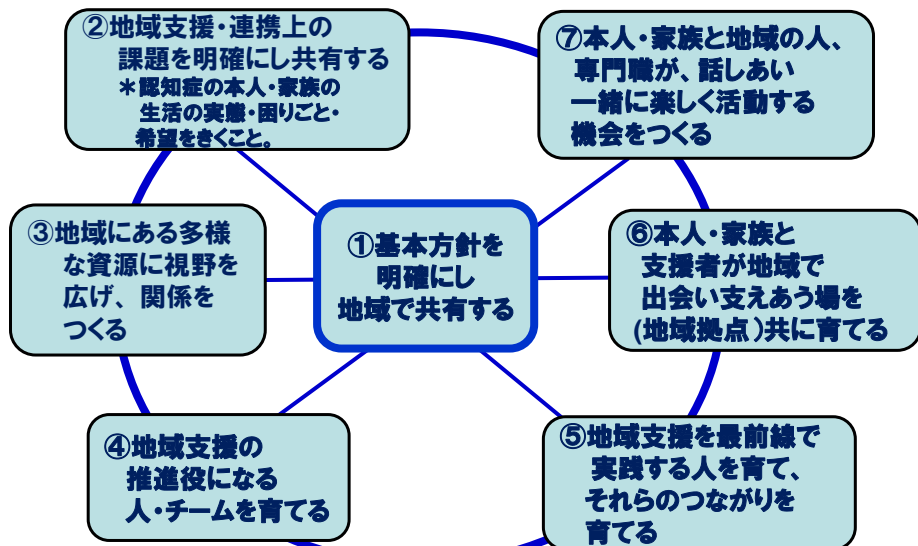 ①基本方針を
明確にし
地域で共有する
②地域支援・連携上の
課題を明確にし共有する
＊認知症の本人・家族の
生活の実態・困りごと・
希望をきくこと。
③地域にある多様
な資源に視野を
広げ、関係を
つくる
④地域支援の
推進役になる
人・チームを育てる
⑤地域支援を最前線で
実践する人を育て、
それらのつながりを
育てる
⑥本人・家族と
支援者が地域で
出会い支えあう場を
(地域拠点)共に育てる
⑦本人・家族と地域の人、
専門職が、話しあい
一緒に楽しく活動する
機会をつくる